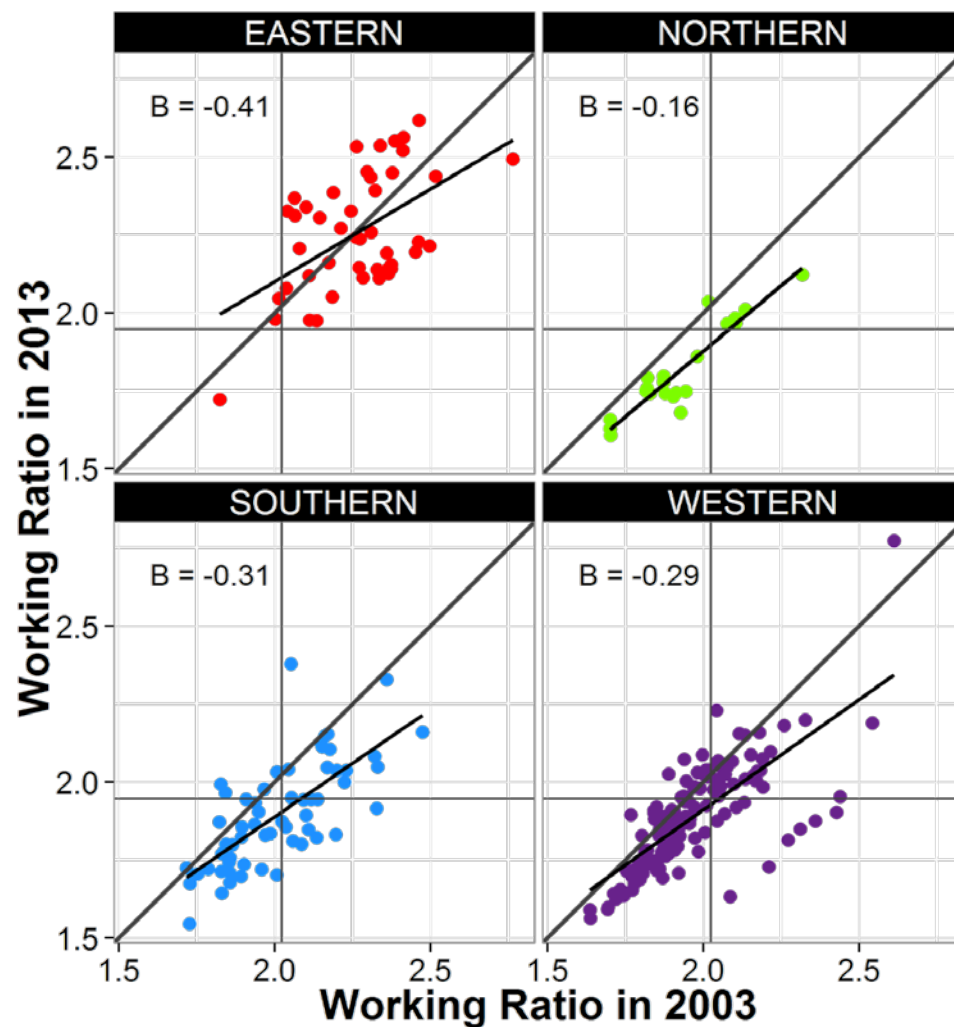 EASTERN NORTHERN
B = -0.41 B = -0.16
2.5
2.0
1.5
SOUTHERN WESTERN
B = -0.31 B = -0.29
2.5
2.0
1.5
1.5 2.0 2.5 1.5 2.0 2.5
Working Ratio in 2003
Working Ratio in 2013